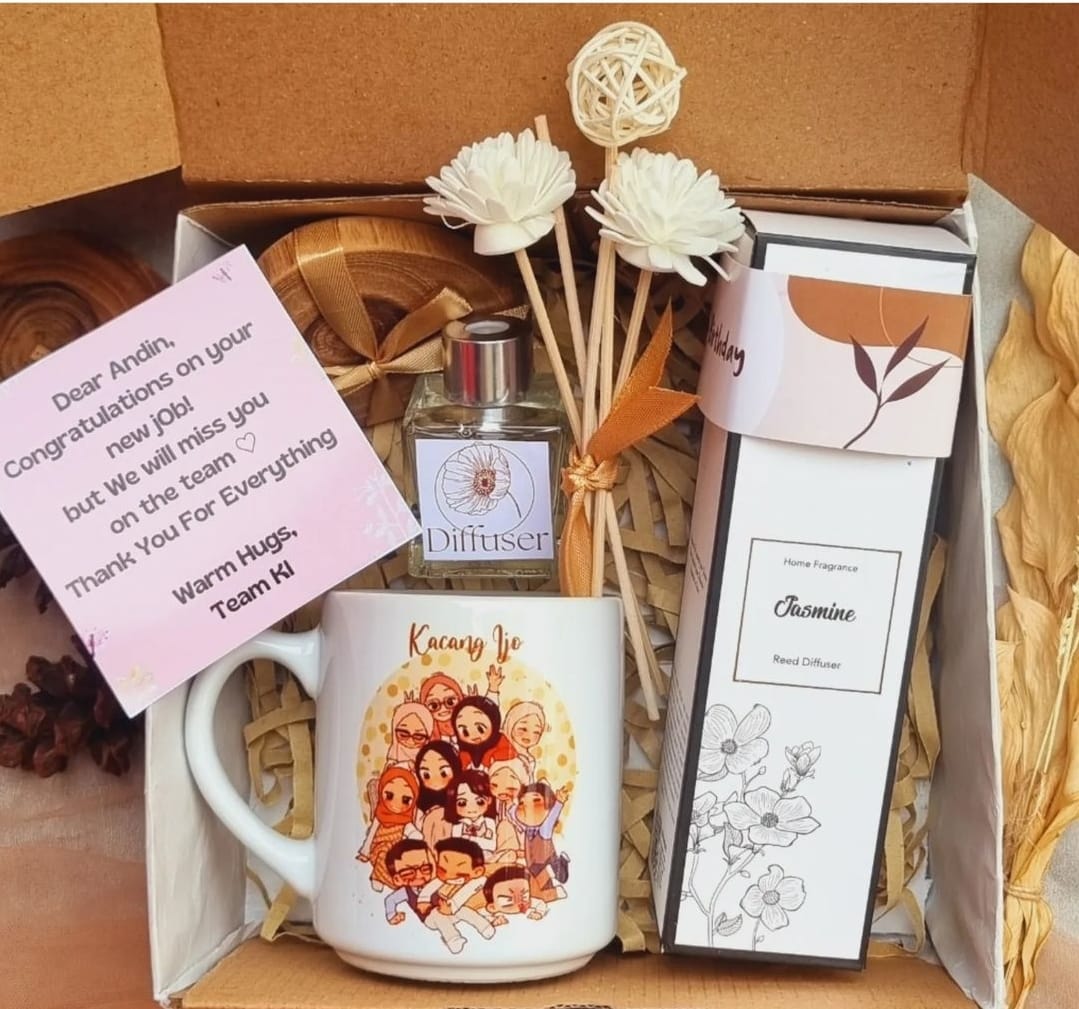 Dear Andin,
Congratulations on your
new jOb!
but We will miss you
on the team ♡
Thank You For Everything
Warm Hugs,
Team KI
Diffuser
Kacang Ijo
Home Fragrance
Jasmine
Reed Diffuser